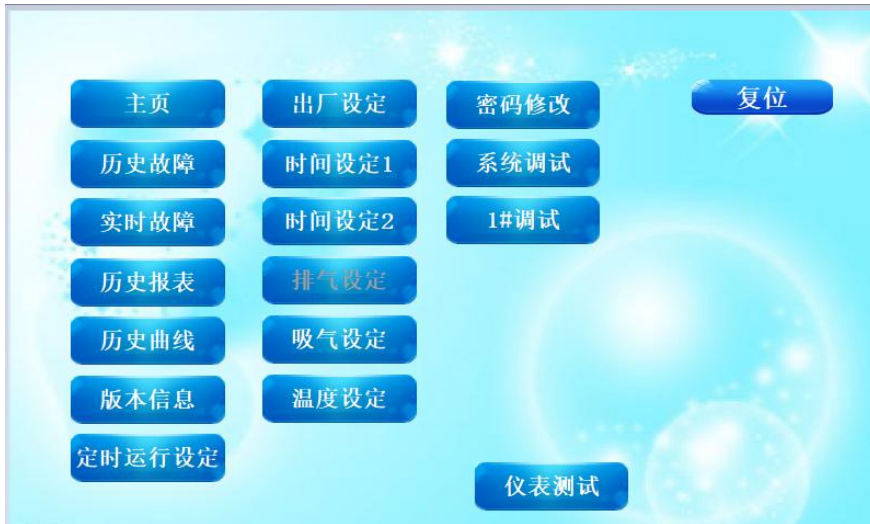 主页
出厂设定
密码修改
复位
历史故障
时间设定1
系统调试
实时故障
时间设定2
1#调试
历史报表
排气设定
历史曲线
吸气设定
版本信息
温度设定
定时运行设定
仪表测试